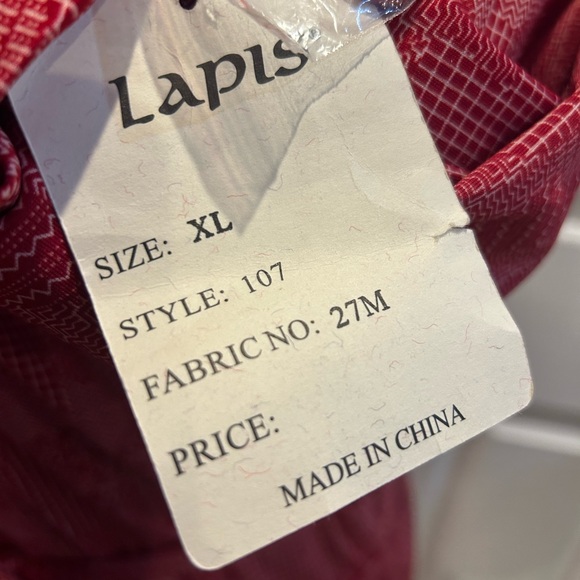 Lapis
SIZE: XL
STYLE: 107
FABRIC NO: 27M
PRICE:
MADE IN CHINA